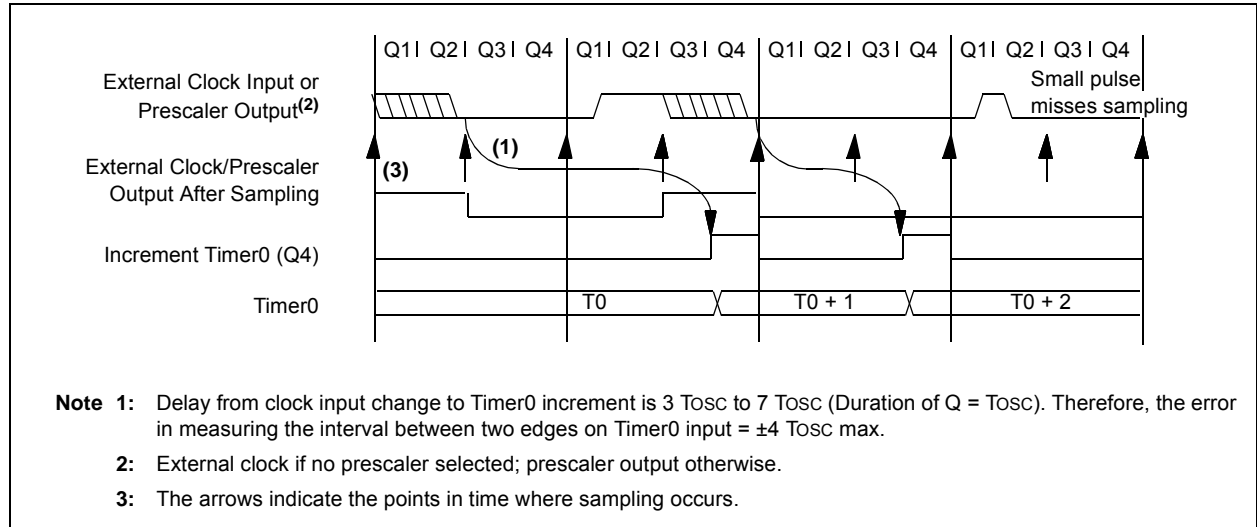 Q1 | Q2 | Q3 | Q4 | Q1 | Q2 | Q3 | Q4 | Q1 | Q2 | Q3 | Q4 | Q1 | Q2 | Q3 | Q4
External Clock Input or
Prescaler Output(2)
Small pulse
misses sampling
(1)
External Clock/Prescaler
Output After Sampling
(3)
Increment Timer0 (Q4)
Timer0
T0
T0 + 1
T0 + 2
Note 1: Delay from clock input change to Timer0 increment is 3 TOSC to 7 TOSC (Duration of Q = TOSC). Therefore, the error
in measuring the interval between two edges on Timer0 input = ±4 TOSC max.
2: External clock if no prescaler selected; prescaler output otherwise.
3: The arrows indicate the points in time where sampling occurs.